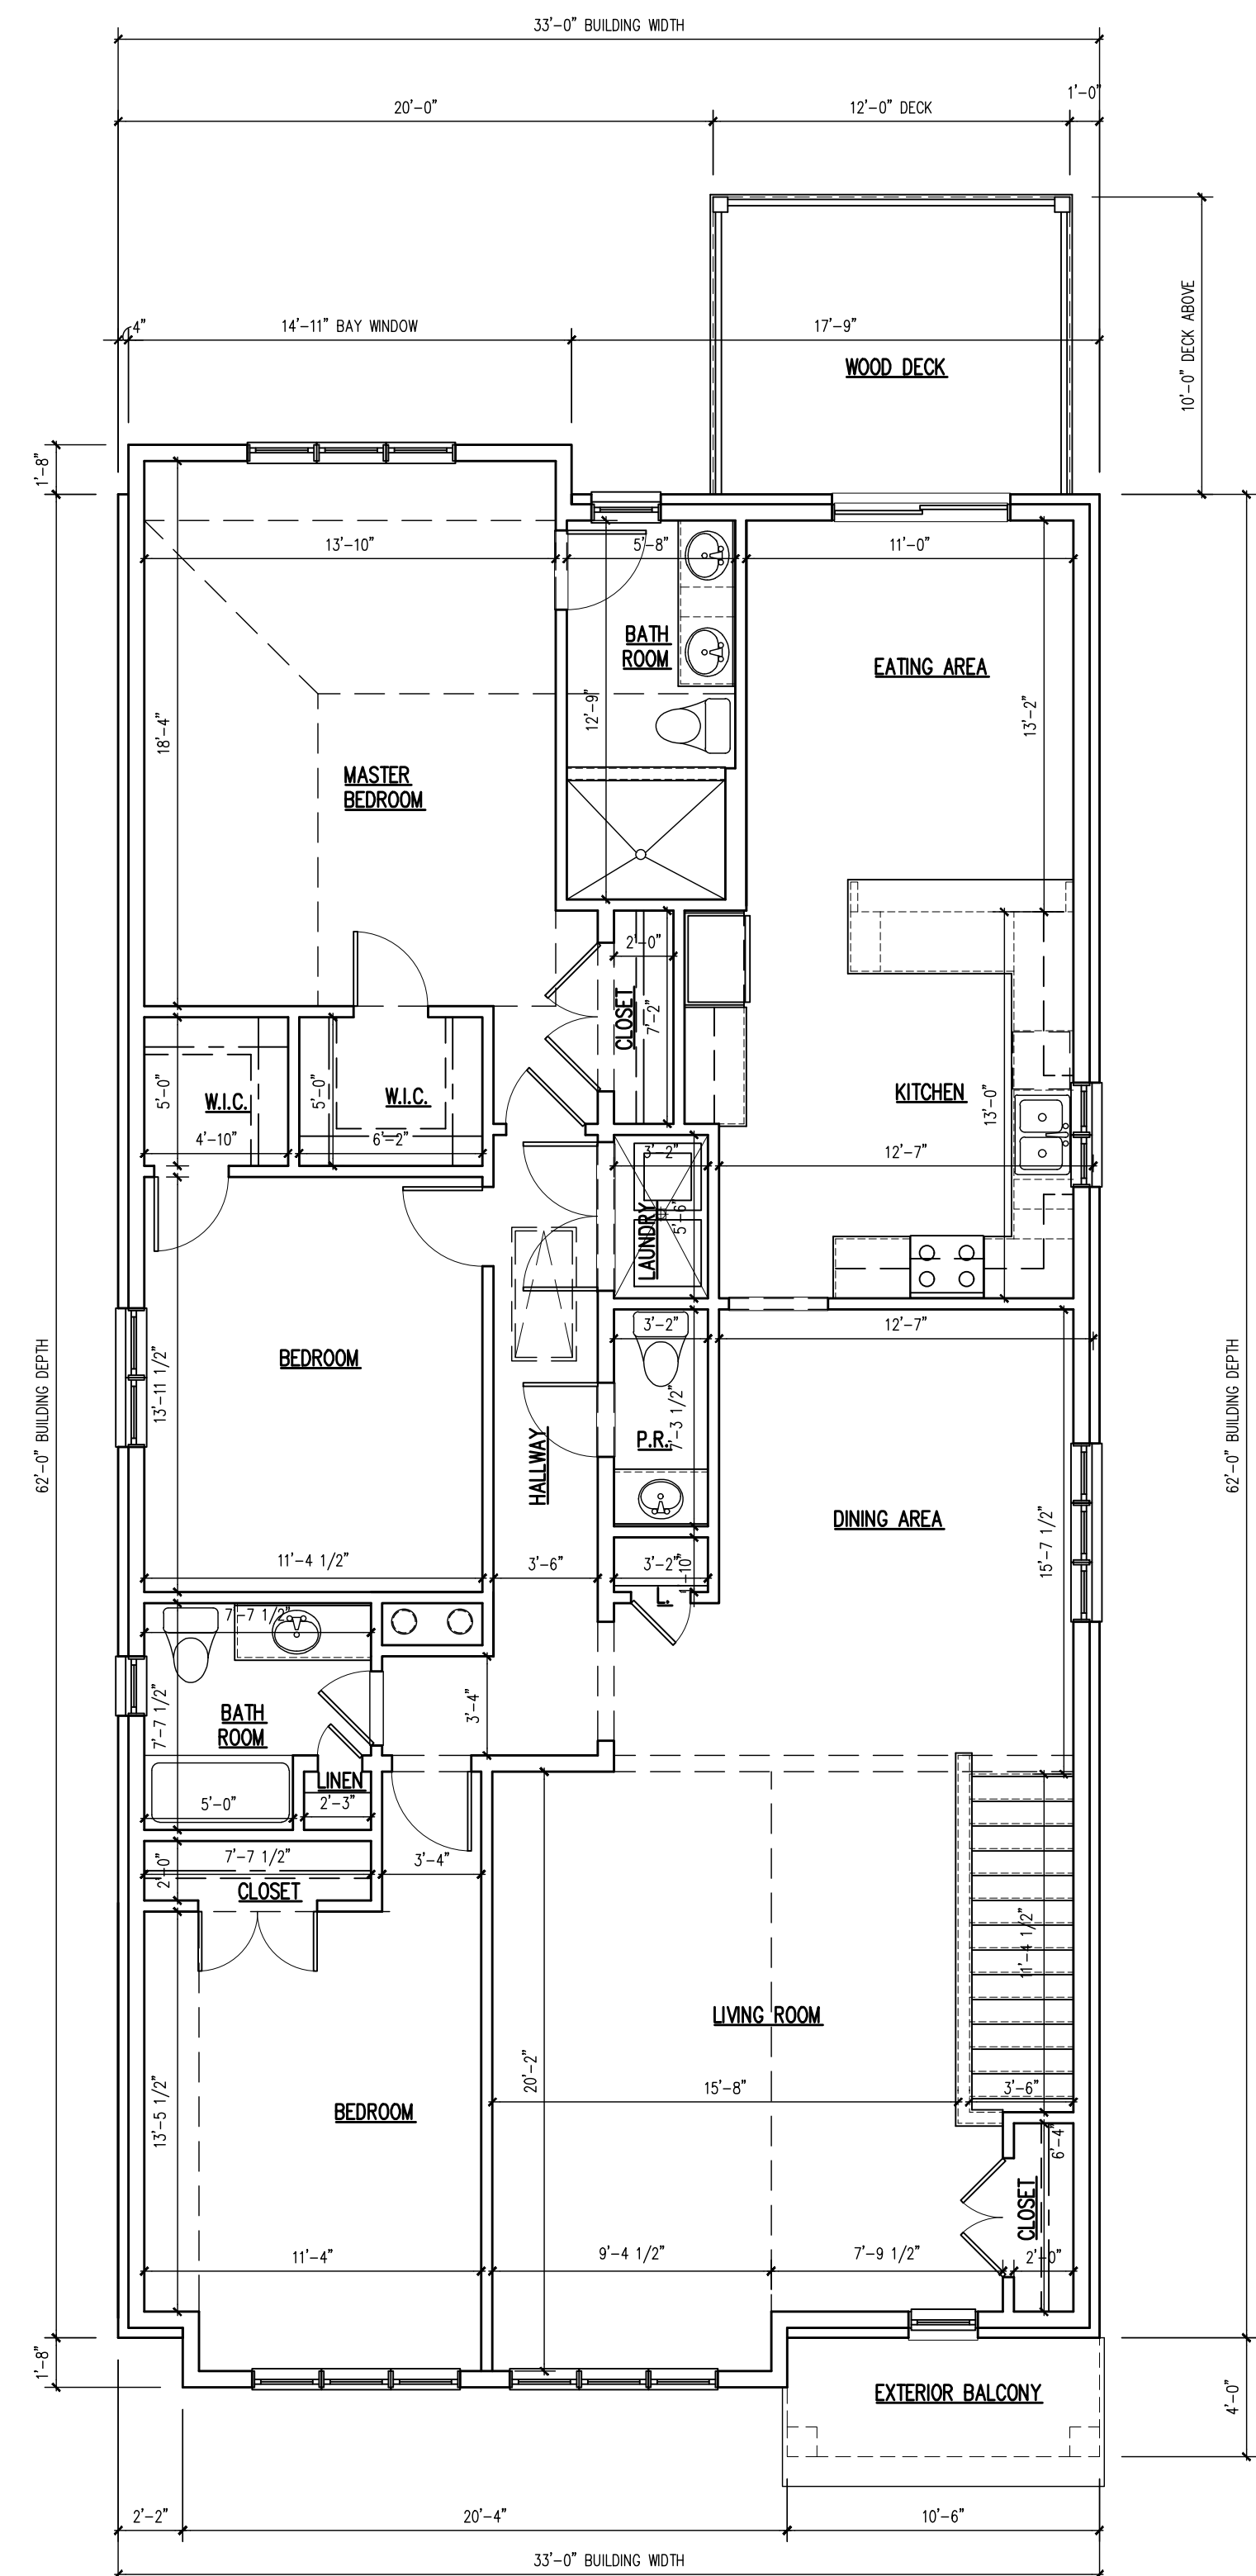 33'-0" BUILDING WIDTH
1'-0"
20'-0"
12'-0" DECK
10'-0" DECK ABOVE
4"
14'-11" BAY WINDOW
17'-9"
WOOD DECK
1'-8"
13'-10"
5'-8"
11'-0"
BATH
ROOM
EATING AREA
12'-9"
13'-2"
18'-4"
MASTER
BEDROOM
2'-0"
CLOSET
7'-2"
5'-0"
W.I.C.
4'-10"
5'-0"
W.I.C.
6'-2"
KITCHEN
13'-0"
3'-2"
12'-7"
LAUNDRY
5'-6"
3'-2"
12'-7"
62'-0" BUILDING DEPTH
BEDROOM
13'-11 1/2"
62'-0" BUILDING DEPTH
7'-3 1/2"
P.R.
HALLWAY
DINING AREA
15'-7 1/2"
11'-4 1/2"
3'-6"
3'-2"
1'-10"
L.
7'-7 1/2"
3'-4"
BATH
ROOM
7'-7 1/2"
LINEN
5'-0"
2'-3"
7'-7 1/2"
3'-4"
2'-0"
CLOSET
11'-4 1/2"
LIVING ROOM
20'-2"
15'-8"
3'-6"
13'-5 1/2"
BEDROOM
6'-4"
CLOSET
11'-4"
9'-4 1/2"
7'-9 1/2"
2'-0"
1'-8"
EXTERIOR BALCONY
4'-0"
2'-2"
20'-4"
10'-6"
33'-0" BUILDING WIDTH